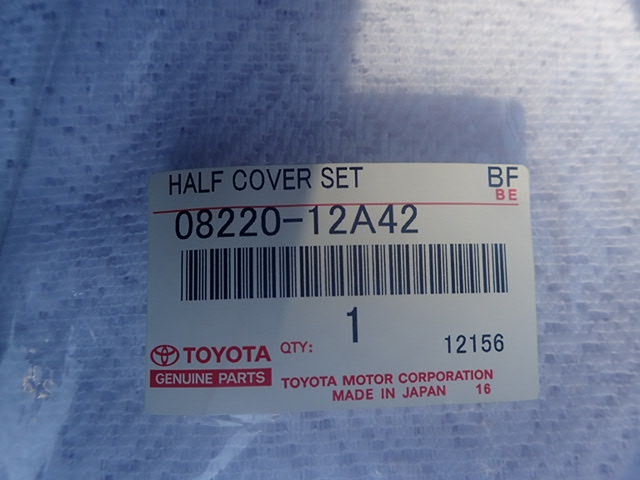 HALF COVER SET BF
BE
08220-12A42
1
QTY:
12156
TOYOTA
GENUINE PARTS
TOYOTA MOTOR CORPORATION
MADE IN JAPAN 16